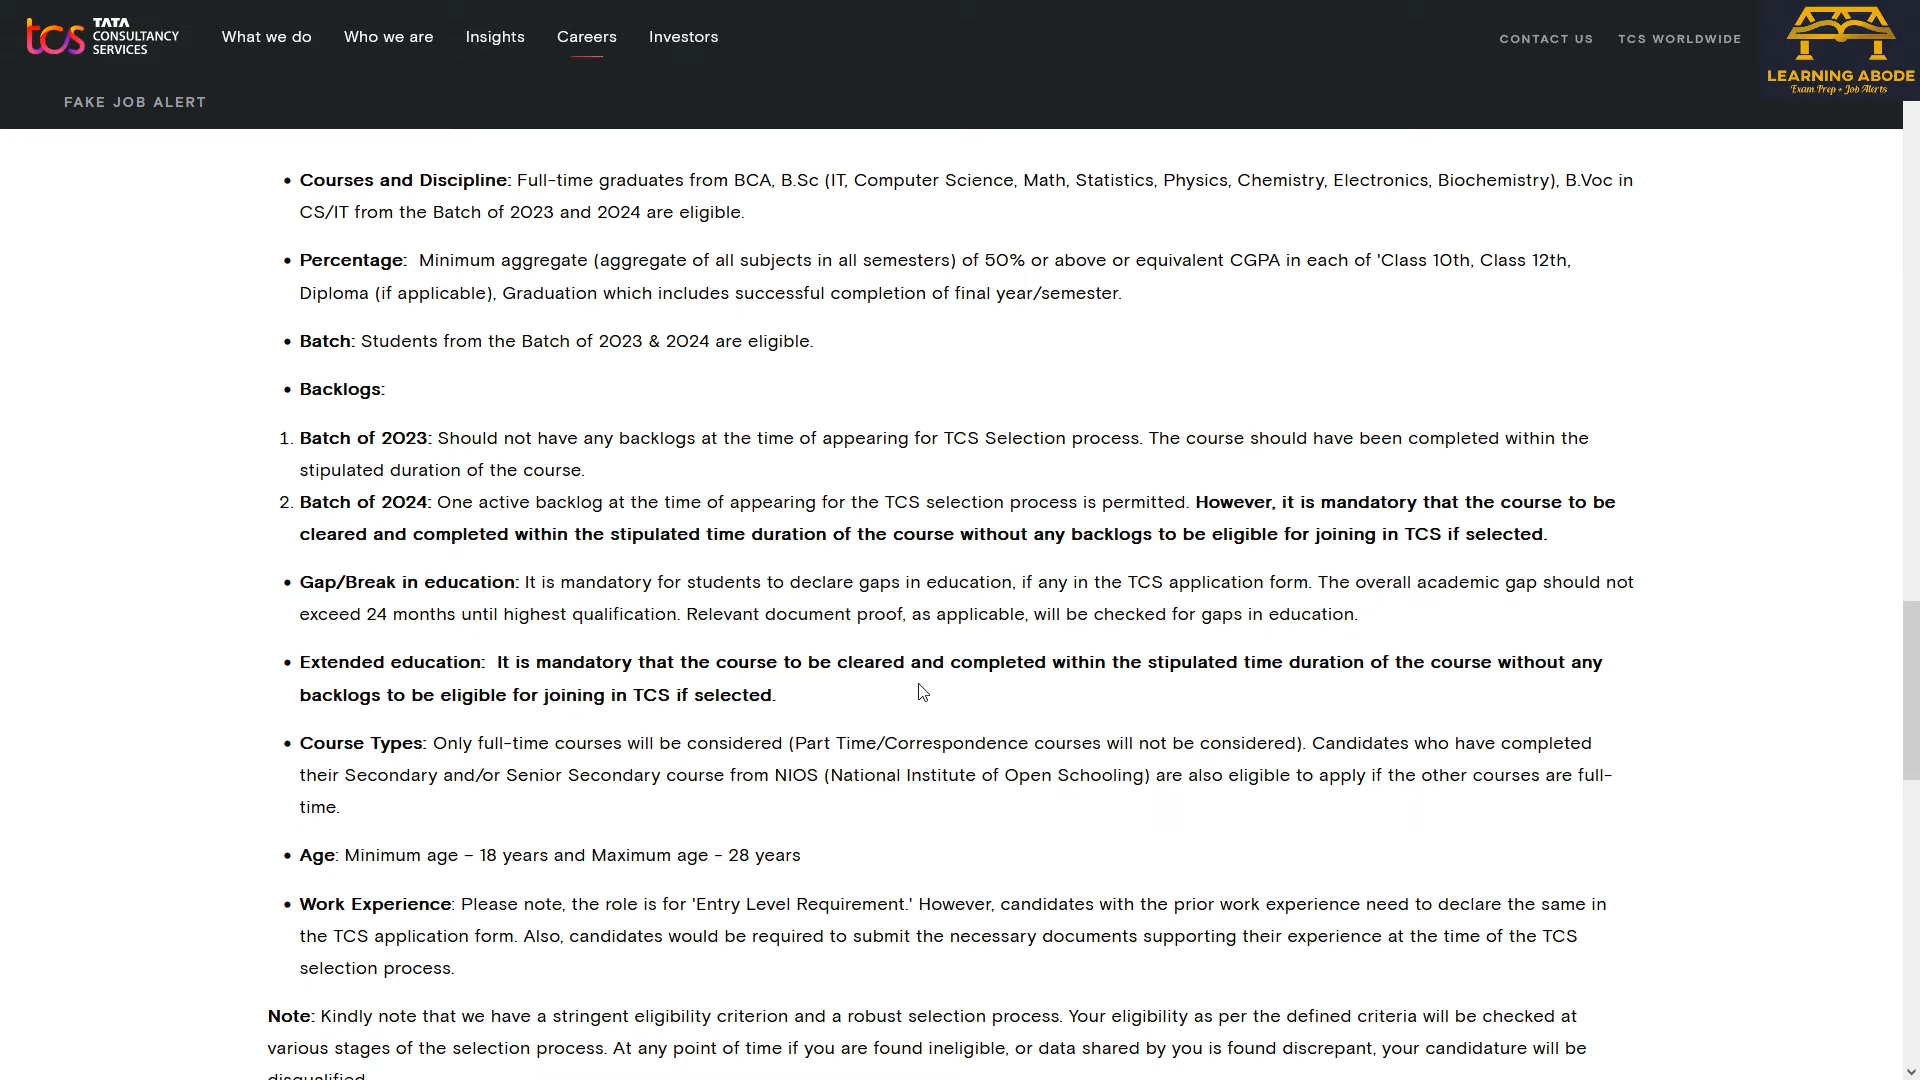 tcs TATA CONSULTANCY SERVICES
What we do Who we are Insights Careers Investors
CONTACT US TCS WORLDWIDE
LEARNING ABODE
Exam Prep + Job Alerts
FAKE JOB ALERT
• Courses and Discipline: Full-time graduates from BCA, B.Sc (IT, Computer Science, Math, Statistics, Physics, Chemistry, Electronics, Biochemistry), B.Voc in
CS/IT from the Batch of 2023 and 2024 are eligible.
• Percentage: Minimum aggregate (aggregate of all subjects in all semesters) of 50% or above or equivalent CGPA in each of 'Class 10th, Class 12th,
Diploma (if applicable), Graduation which includes successful completion of final year/semester.
• Batch: Students from the Batch of 2023 & 2024 are eligible.
• Backlogs:
1. Batch of 2023: Should not have any backlogs at the time of appearing for TCS Selection process. The course should have been completed within the
stipulated duration of the course.
2. Batch of 2024: One active backlog at the time of appearing for the TCS selection process is permitted. However, it is mandatory that the course to be
cleared and completed within the stipulated time duration of the course without any backlogs to be eligible for joining in TCS if selected.
• Gap/Break in education: It is mandatory for students to declare gaps in education, if any in the TCS application form. The overall academic gap should not
exceed 24 months until highest qualification. Relevant document proof, as applicable, will be checked for gaps in education.
• Extended education: It is mandatory that the course to be cleared and completed within the stipulated time duration of the course without any
backlogs to be eligible for joining in TCS if selected.
• Course Types: Only full-time courses will be considered (Part Time/Correspondence courses will not be considered). Candidates who have completed
their Secondary and/or Senior Secondary course from NIOS (National Institute of Open Schooling) are also eligible to apply if the other courses are full-
time.
• Age: Minimum age – 18 years and Maximum age - 28 years
• Work Experience: Please note, the role is for 'Entry Level Requirement.' However, candidates with the prior work experience need to declare the same in
the TCS application form. Also, candidates would be required to submit the necessary documents supporting their experience at the time of the TCS
selection process.
Note: Kindly note that we have a stringent eligibility criterion and a robust selection process. Your eligibility as per the defined criteria will be checked at
various stages of the selection process. At any point of time if you are found ineligible, or data shared by you is found discrepant, your candidature will be
disqualified.